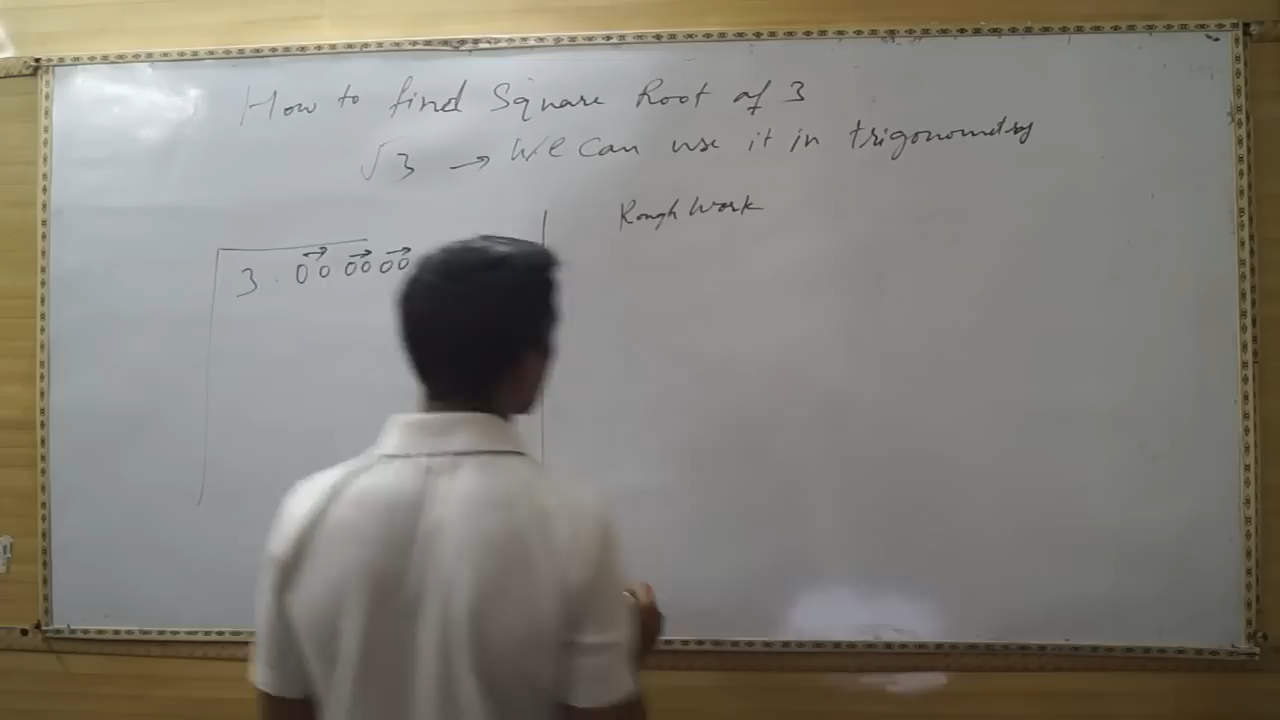 How to find Square Root of 3
√3 → We Can use it in trigonometry
Rough Work
3 . 00 00 00